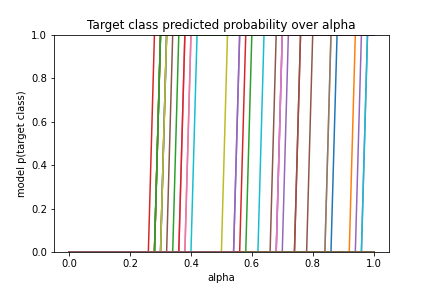 Target class predicted probability over alpha
model p(target class)
1.0
0.8
0.6
0.4
0.2
0.0
0.0 0.2 0.4 0.6 0.8 1.0
alpha